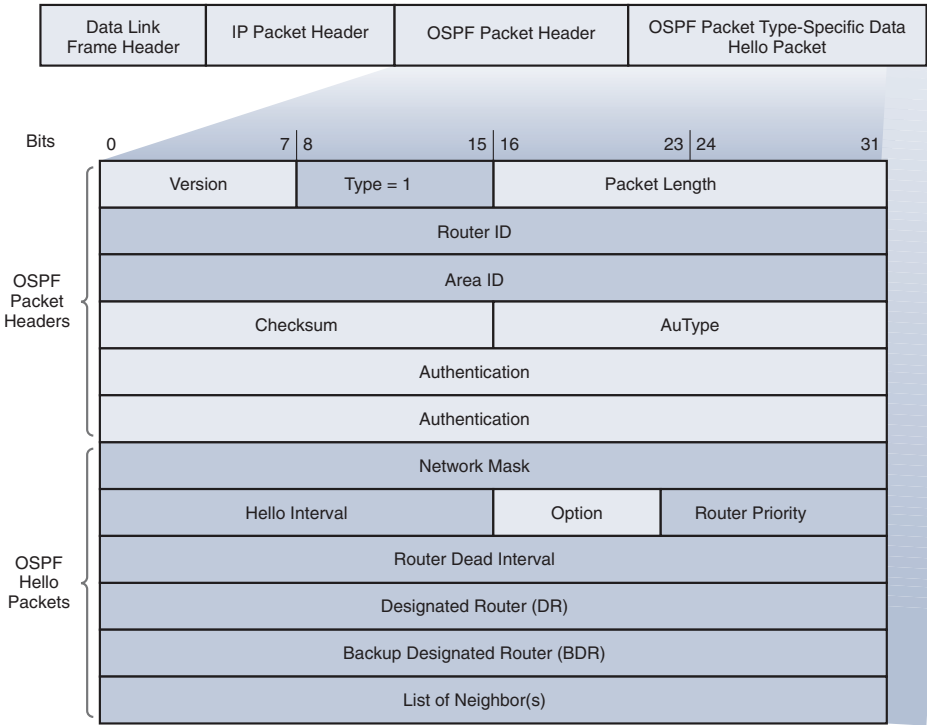 Data Link
Frame Header
IP Packet Header
OSPF Packet Header
OSPF Packet Type-Specific Data
Hello Packet
Bits
0
7
8
15
16
23
24
31
OSPF
Packet
Headers
Version
Type = 1
Packet Length
Router ID
Area ID
Checksum
AuType
Authentication
Authentication
OSPF
Hello
Packets
Network Mask
Hello Interval
Option
Router Priority
Router Dead Interval
Designated Router (DR)
Backup Designated Router (BDR)
List of Neighbor(s)